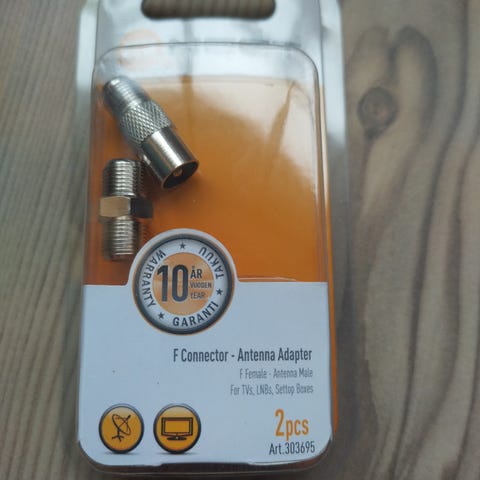 WARRANTY
TAKUU
10 ÅR
VUODEN
YEAR
GARANTI
F Connector - Antenna Adapter
F Female - Antenna Male
For TVs, LNBs, Settop Boxes
2pcs
Art.303695